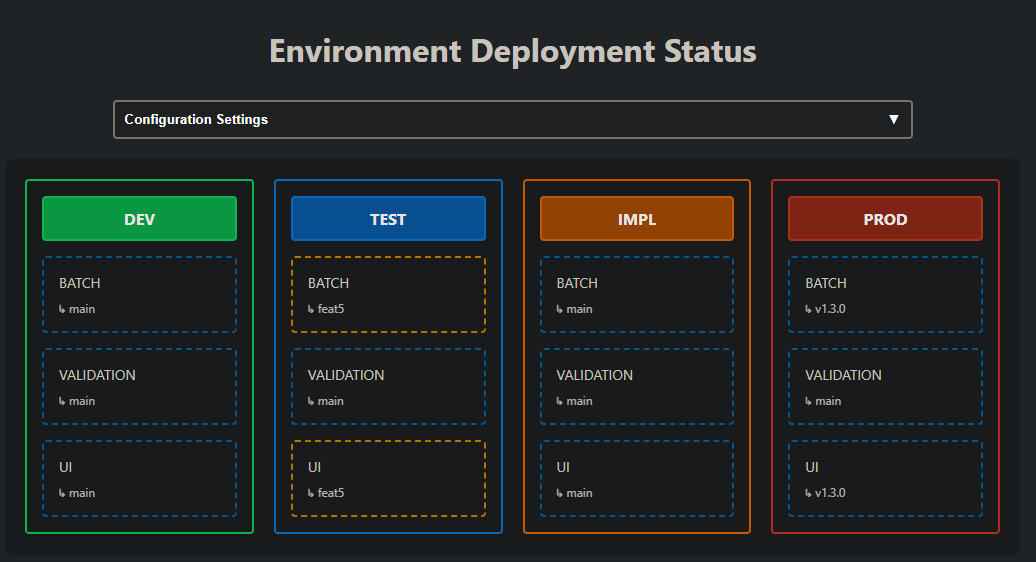 Environment Deployment Status
Configuration Settings ▼
DEV
BATCH
↳ main
VALIDATION
↳ main
UI
↳ main
TEST
BATCH
↳ feat5
VALIDATION
↳ main
UI
↳ feat5
IMPL
BATCH
↳ main
VALIDATION
↳ main
UI
↳ main
PROD
BATCH
↳ v1.3.0
VALIDATION
↳ main
UI
↳ v1.3.0